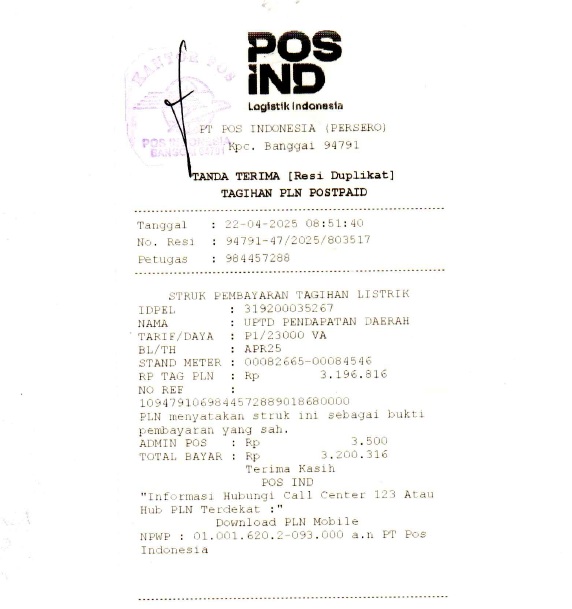 POS
IND
Logistik Indonesia
KANTOR POS
POS INDONESIA
PT POS INDONESIA (PERSERO)
Kpc. Banggai 94791
TANDA TERIMA [Resi Duplikat]
TAGIHAN PLN POSTPAID
Tanggal : 22-04-2025 08:51:40
No. Resi : 94791-47/2025/803517
Petugas : 984457288
STRUK PEMBAYARAN TAGIHAN LISTRIK
IDPEL : 319200035267
NAMA : UPTD PENDAPATAN DAERAH
TARIF/DAYA : P1/23000 VA
BL/TH : APR25
STAND METER : 00082665-00084546
RP TAG PLN : Rp 3.196.816
NO REF :
1094791069844572889018680000
PLN menyatakan struk ini sebagai bukti
pembayaran yang sah.
ADMIN POS : Rp 3.500
TOTAL BAYAR : Rp 3.200.316
Terima Kasih
POS IND
"Informasi Hubungi Call Center 123 Atau
Hub PLN Terdekat :"
Download PLN Mobile
NPWP : 01.001.620.2-093.000 a.n PT Pos
Indonesia